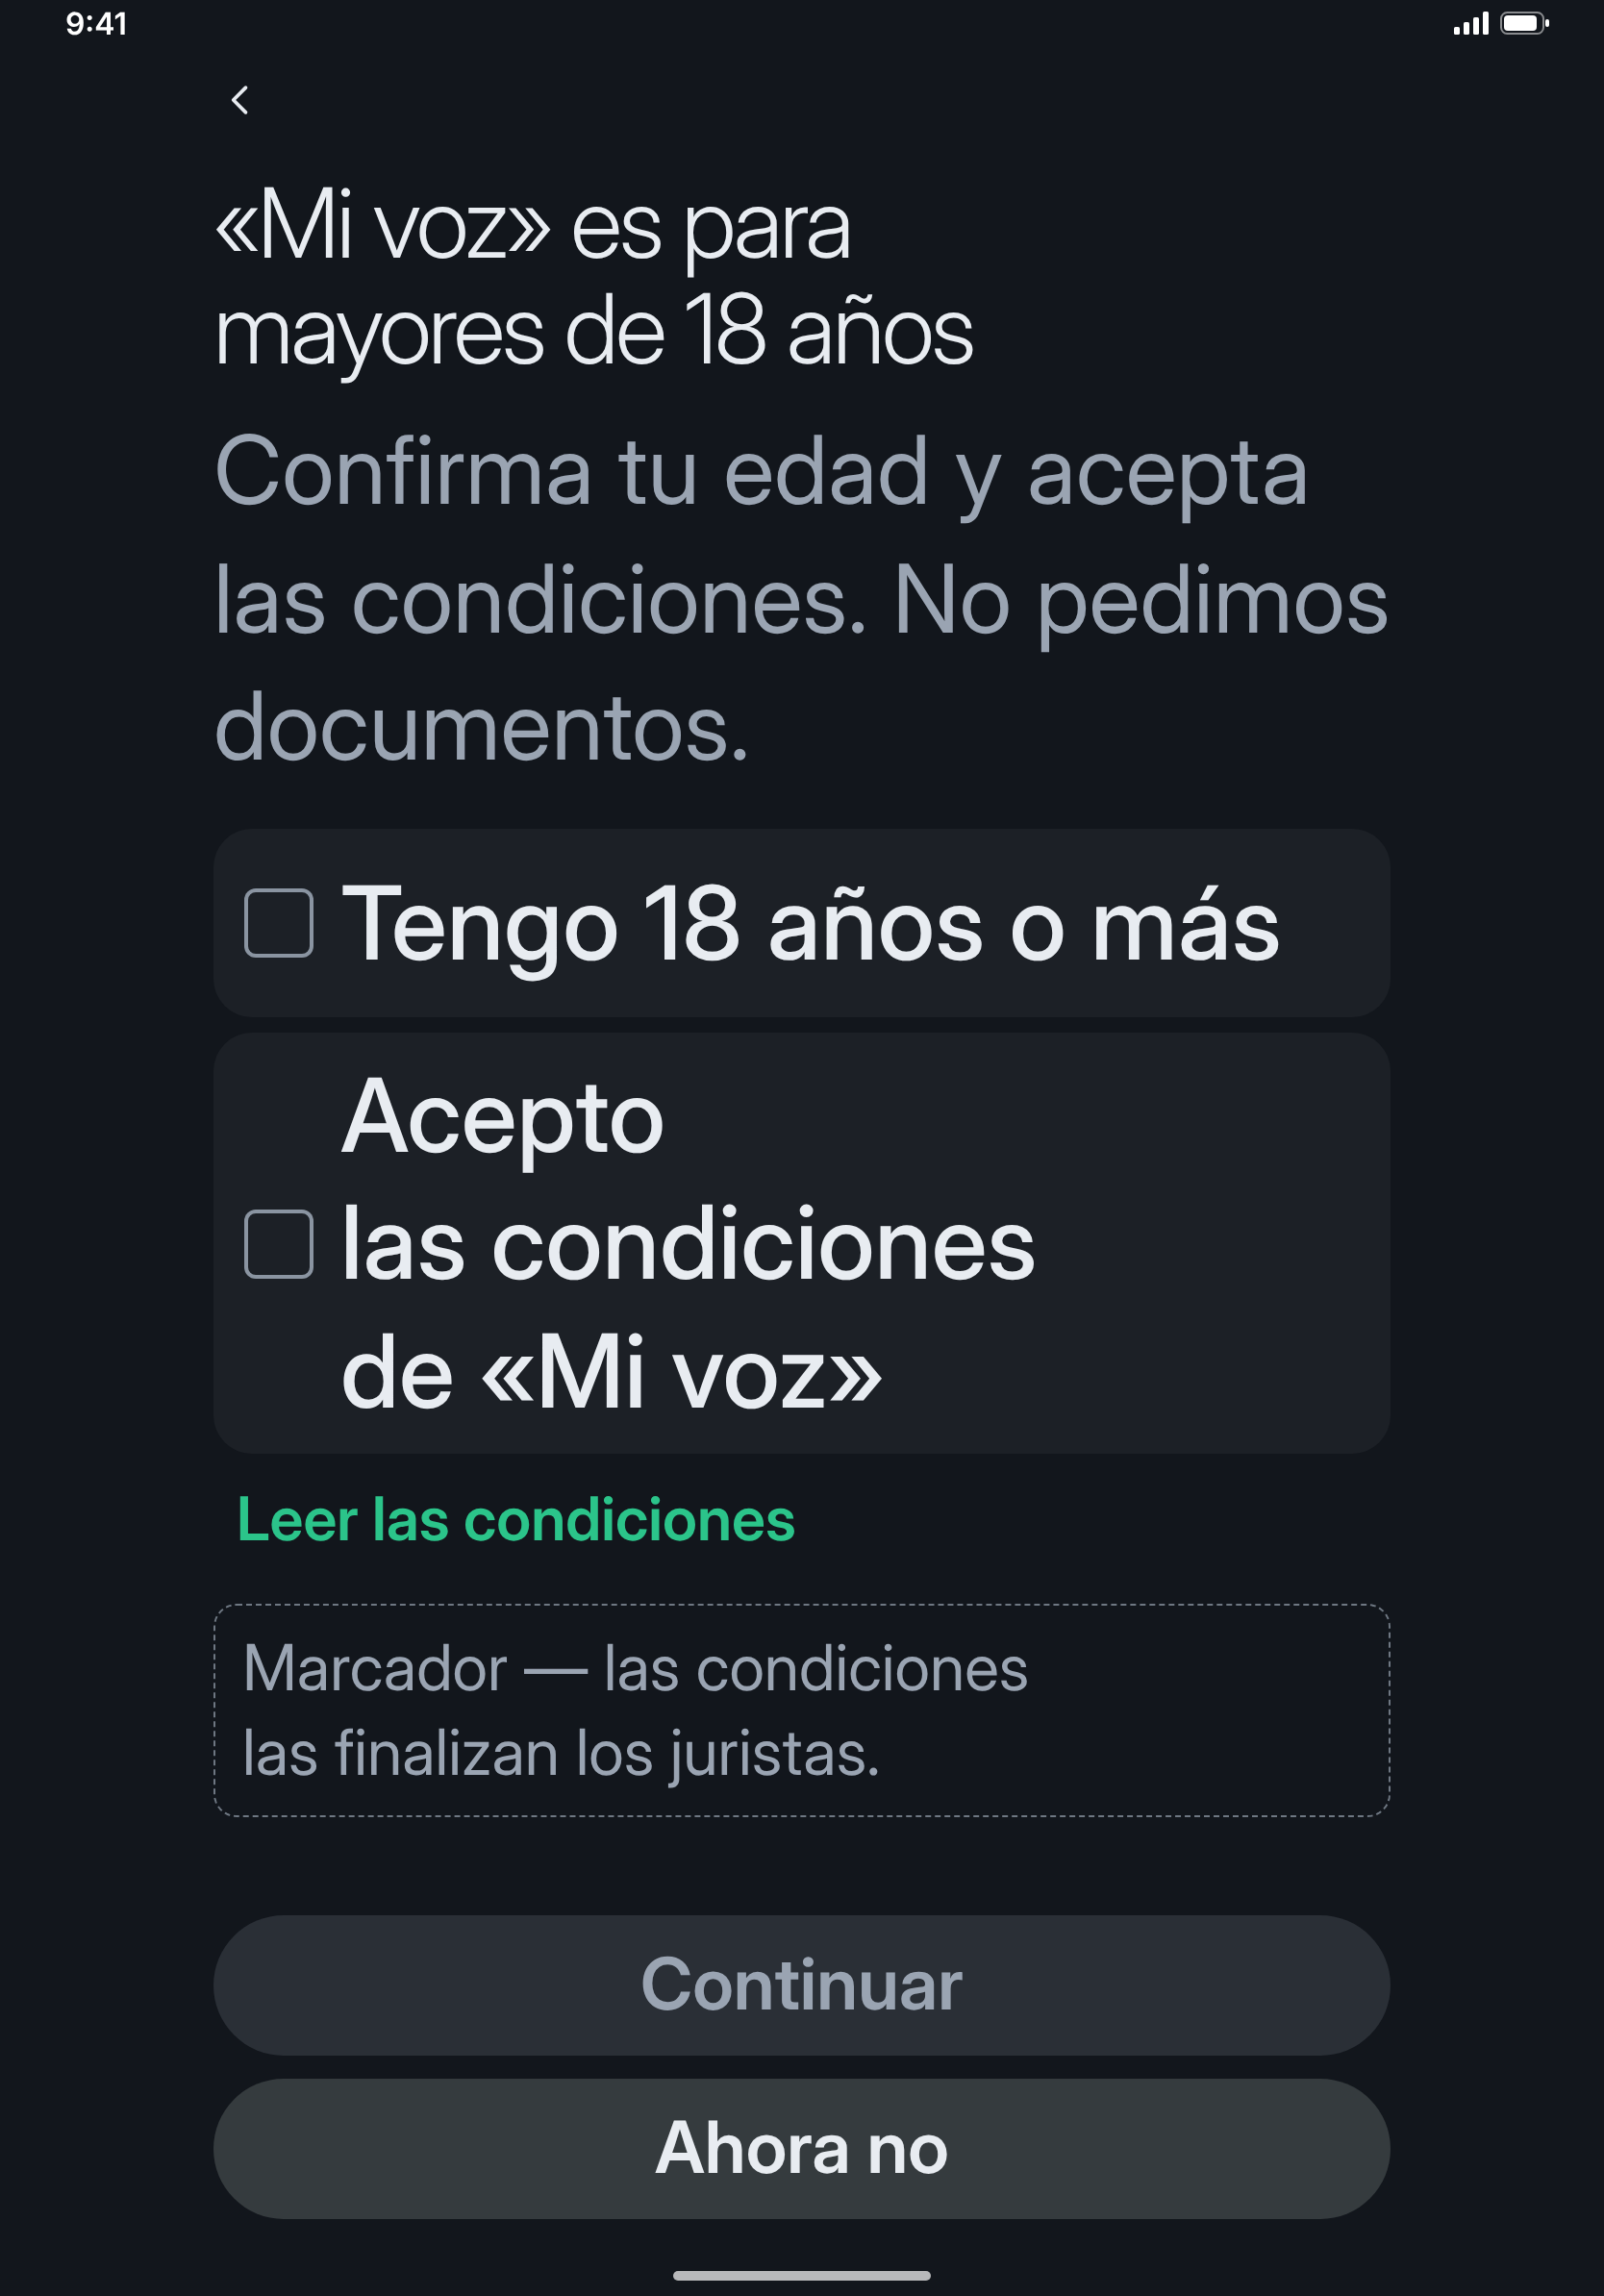 9:41
«Mi voz» es para
mayores de 18 años
Confirma tu edad y acepta
las condiciones. No pedimos
documentos.
Tengo 18 años o más
Acepto
las condiciones
de «Mi voz»
Leer las condiciones
Marcador — las condiciones
las finalizan los juristas.
Continuar
Ahora no